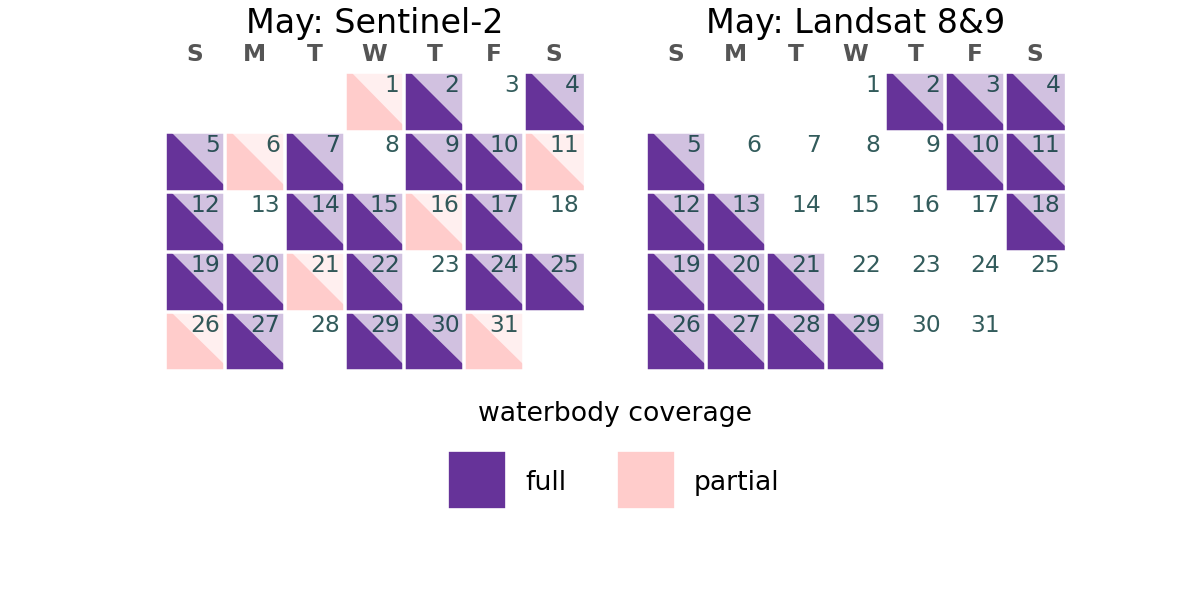 May: Sentinel-2
S M T W T F S
1 2 3 4
5 6 7 8 9 10 11
12 13 14 15 16 17 18
19 20 21 22 23 24 25
26 27 28 29 30 31
May: Landsat 8&9
S M T W T F S
1 2 3 4
5 6 7 8 9 10 11
12 13 14 15 16 17 18
19 20 21 22 23 24 25
26 27 28 29 30 31
waterbody coverage
full partial